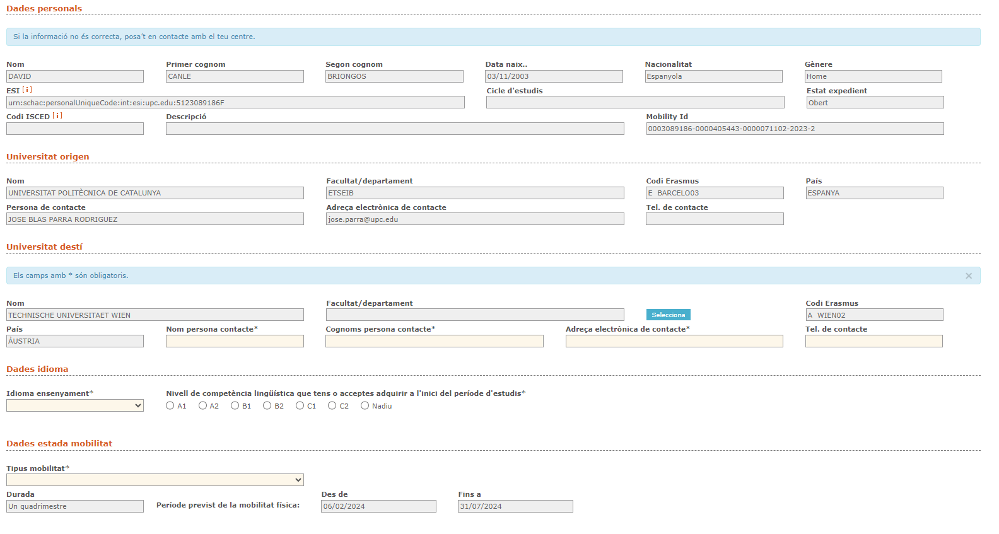 Dades personals
Si la informació no és correcta, posa't en contacte amb el teu centre.
Nom Primer cognom Segon cognom Data naix.. Nacionalitat Gènere
DAVID CANLE BRIONGOS 03/11/2003 Espanyola Home
ESI [i] Cicle d'estudis Estat expedient
urn:schac:personalUniqueCode:int:esi:upc.edu:5123089186F Obert
Codi ISCED [i] Descripció Mobility Id
0003089186-0000405443-0000071102-2023-2
Universitat origen
Nom Facultat/departament Codi Erasmus País
UNIVERSITAT POLITÈCNICA DE CATALUNYA ETSEIB E BARCELO03 ESPANYA
Persona de contacte Adreça electrònica de contacte Tel. de contacte
JOSE BLAS PARRA RODRIGUEZ jose.parra@upc.edu
Universitat destí
Els camps amb * són obligatoris. ×
Nom Facultat/departament Codi Erasmus
TECHNISCHE UNIVERSITAET WIEN Selecciona A WIEN02
País Nom persona contacte* Cognoms persona contacte* Adreça electrònica de contacte* Tel. de contacte
ÀUSTRIA
Dades idioma
Idioma ensenyament* Nivell de competència lingüística que tens o acceptes adquirir a l'inici del període d'estudis*
A1 A2 B1 B2 C1 C2 Nadiu
Dades estada mobilitat
Tipus mobilitat*
Durada Des de Fins a
Un quadrimestre Període previst de la mobilitat física: 06/02/2024 31/07/2024